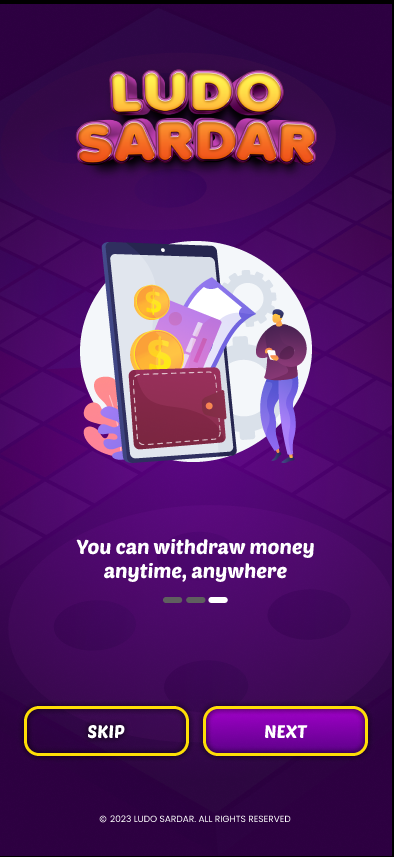 LUDO
SARDAR
$
$
You can withdraw money
anytime, anywhere
SKIP
NEXT
© 2023 LUDO SARDAR. ALL RIGHTS RESERVED